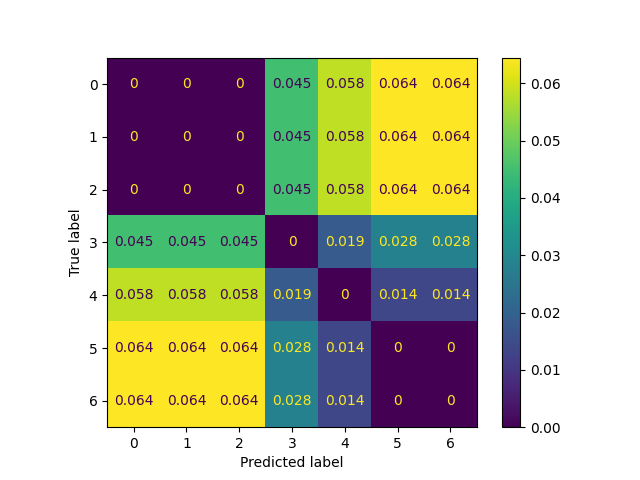 0 0 0 0 0.045 0.058 0.064 0.064 0.06
1 0 0 0 0.045 0.058 0.064 0.064 0.05
2 0 0 0 0.045 0.058 0.064 0.064 0.04
3 0.045 0.045 0.045 0 0.019 0.028 0.028 0.03
4 0.058 0.058 0.058 0.019 0 0.014 0.014 0.02
5 0.064 0.064 0.064 0.028 0.014 0 0 0.01
6 0.064 0.064 0.064 0.028 0.014 0 0 0.00
0 1 2 3 4 5 6
True label
Predicted label